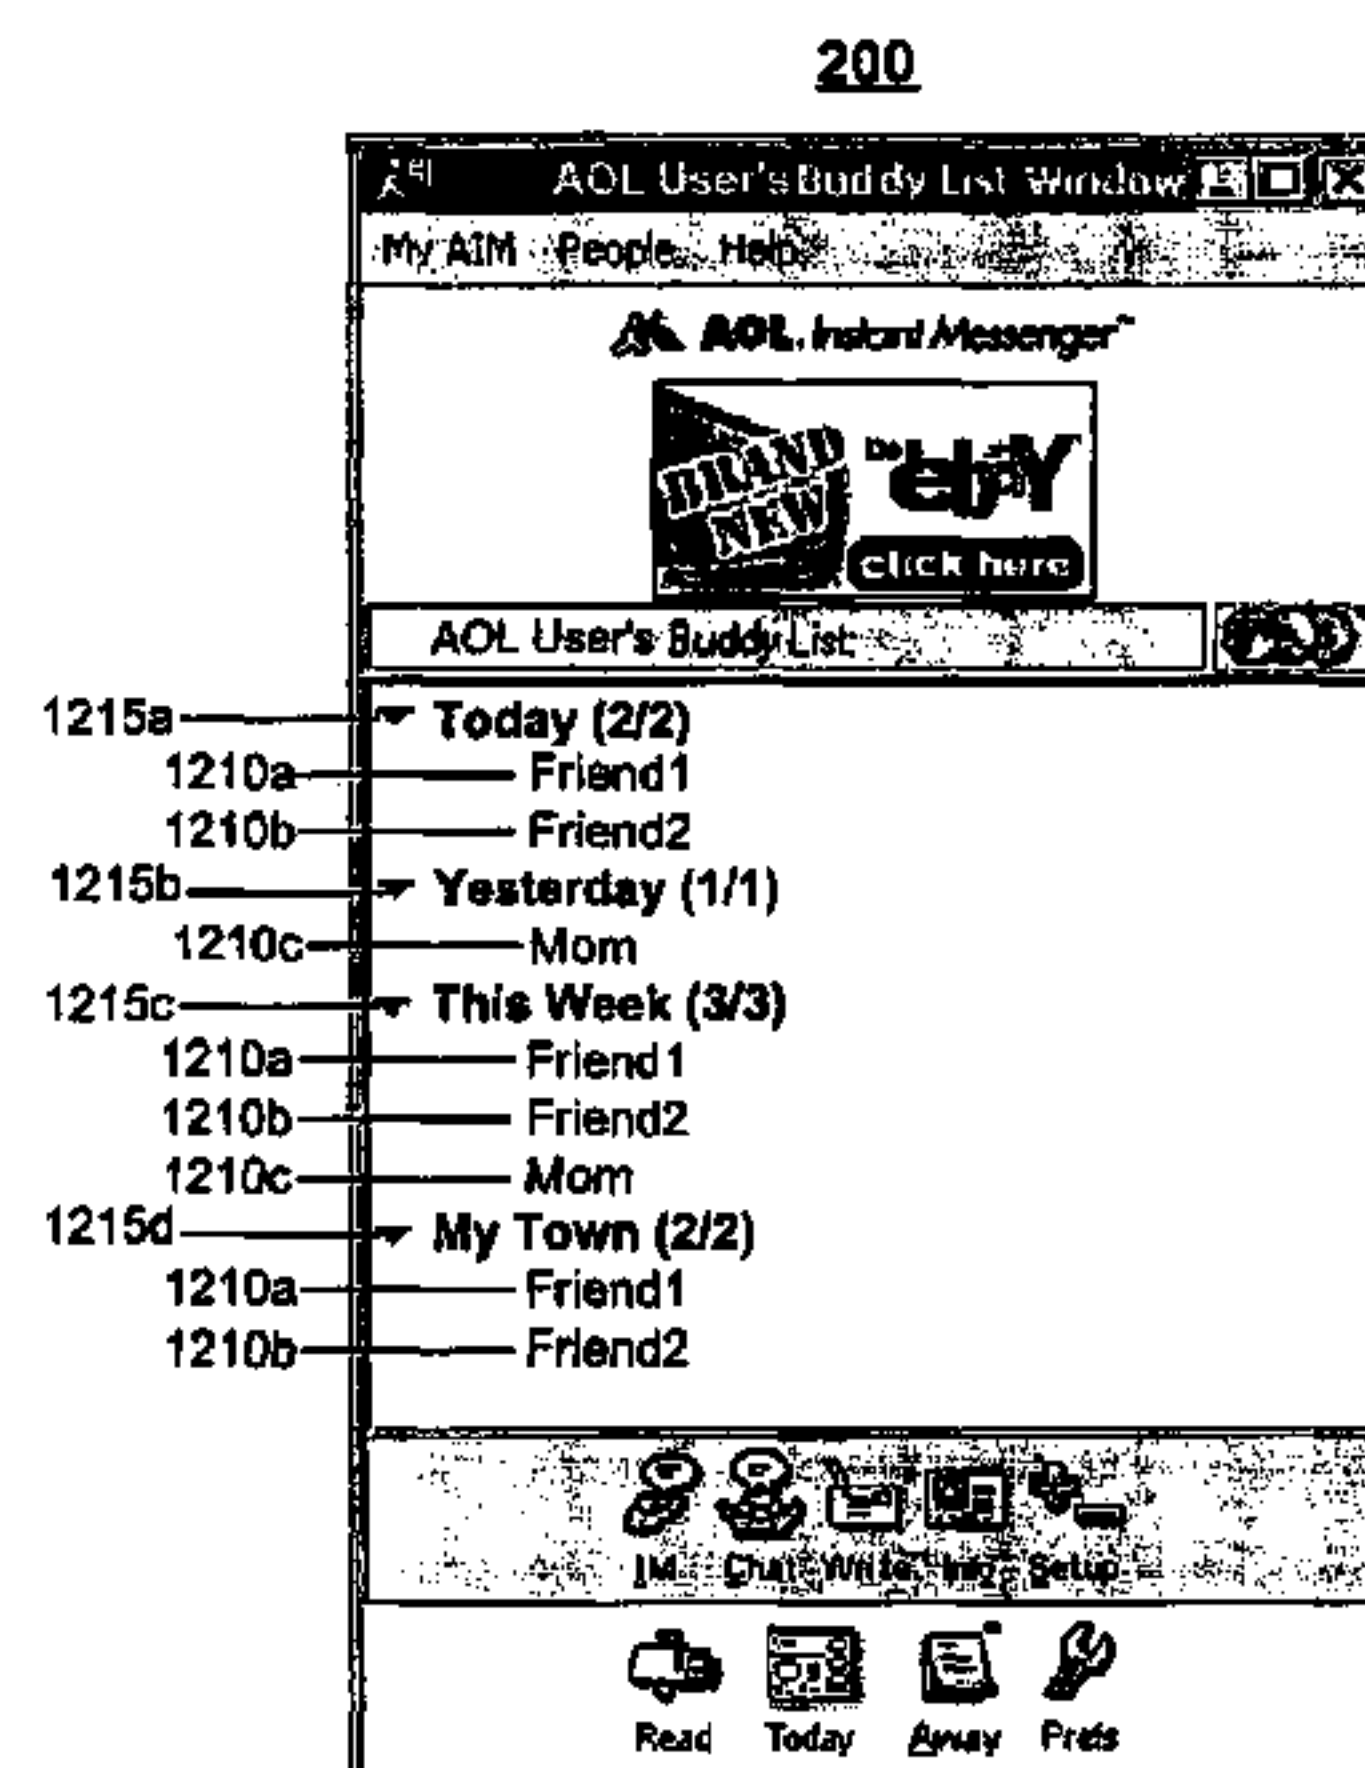 200
AOL User's Buddy List Window
My AIM People Help
AOL Instant Messenger™
BRAND NEW
ebaY
click here
AOL User's Buddy List
1215a Today (2/2)
1210a Friend1
1210b Friend2
1215b Yesterday (1/1)
1210c Mom
1215c This Week (3/3)
1210a Friend1
1210b Friend2
1210c Mom
1215d My Town (2/2)
1210a Friend1
1210b Friend2
IM Chat Write Info Setup
Read Today Away Prefs